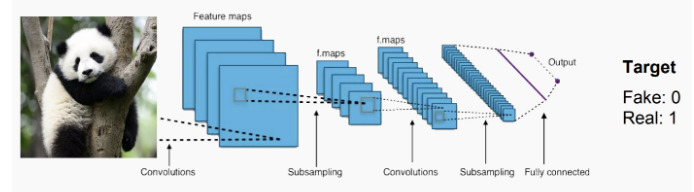 Feature maps
f.maps
f.maps
Output
Convolutions
Subsampling
Convolutions
Subsampling
Fully connected
Target
Fake: 0
Real: 1